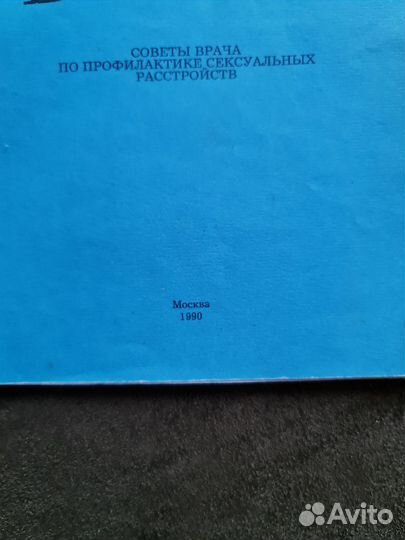 СОВЕТЫ ВРАЧА
ПО ПРОФИЛАКТИКЕ СЕКСУАЛЬНЫХ
РАССТРОЙСТВ
Москва
1990
Avito